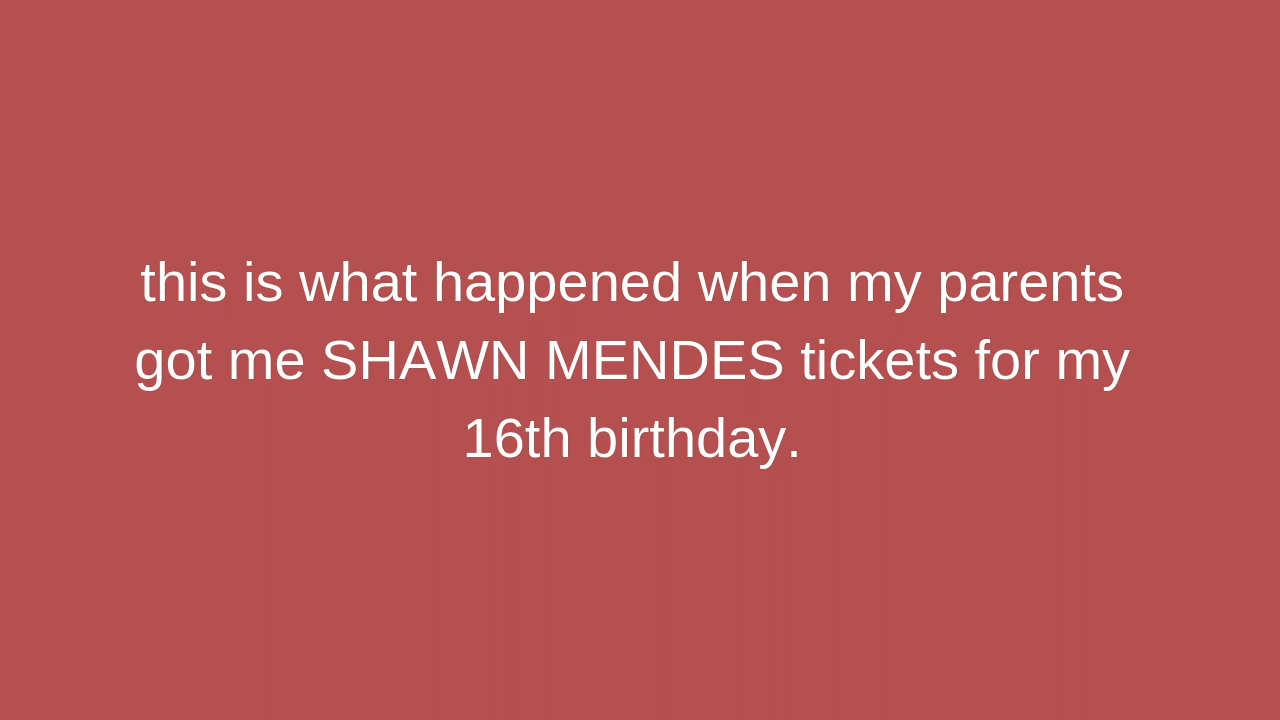 this is what happened when my parents
got me SHAWN MENDES tickets for my
16th birthday.